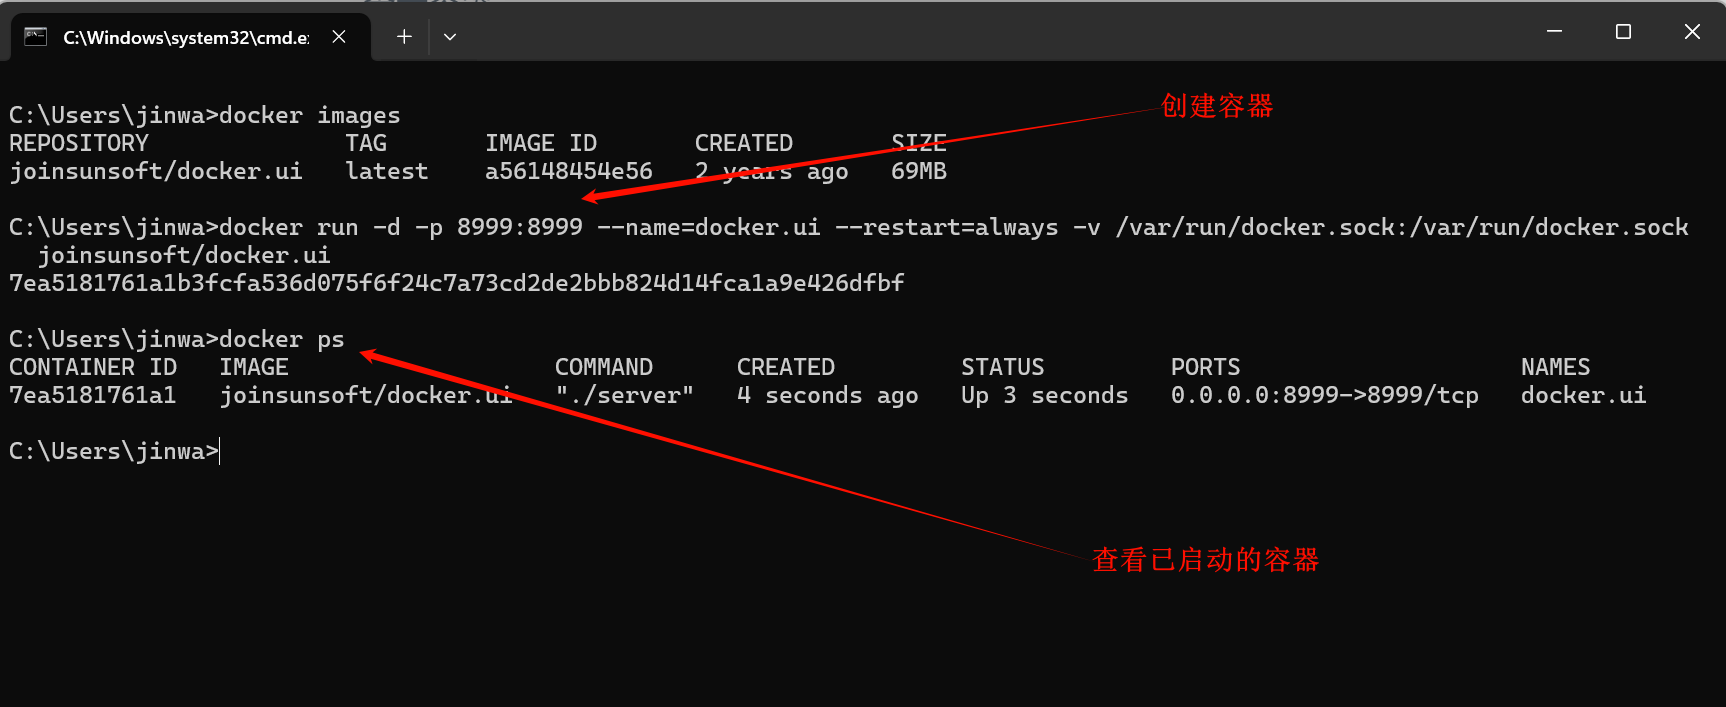 C:\Windows\system32\cmd.e
C:\Users\jinwa>docker images
创建容器
REPOSITORY TAG IMAGE ID CREATED SIZE
joinsunsoft/docker.ui latest a56148454e56 2 years ago 69MB
C:\Users\jinwa>docker run -d -p 8999:8999 --name=docker.ui --restart=always -v /var/run/docker.sock:/var/run/docker.sock
joinsunsoft/docker.ui
7ea5181761a1b3fcfa536d075f6f24c7a73cd2de2bbb824d14fca1a9e426dfbf
C:\Users\jinwa>docker ps
CONTAINER ID IMAGE COMMAND CREATED STATUS PORTS NAMES
7ea5181761a1 joinsunsoft/docker.ui "./server" 4 seconds ago Up 3 seconds 0.0.0.0:8999->8999/tcp docker.ui
C:\Users\jinwa>
查看已启动的容器